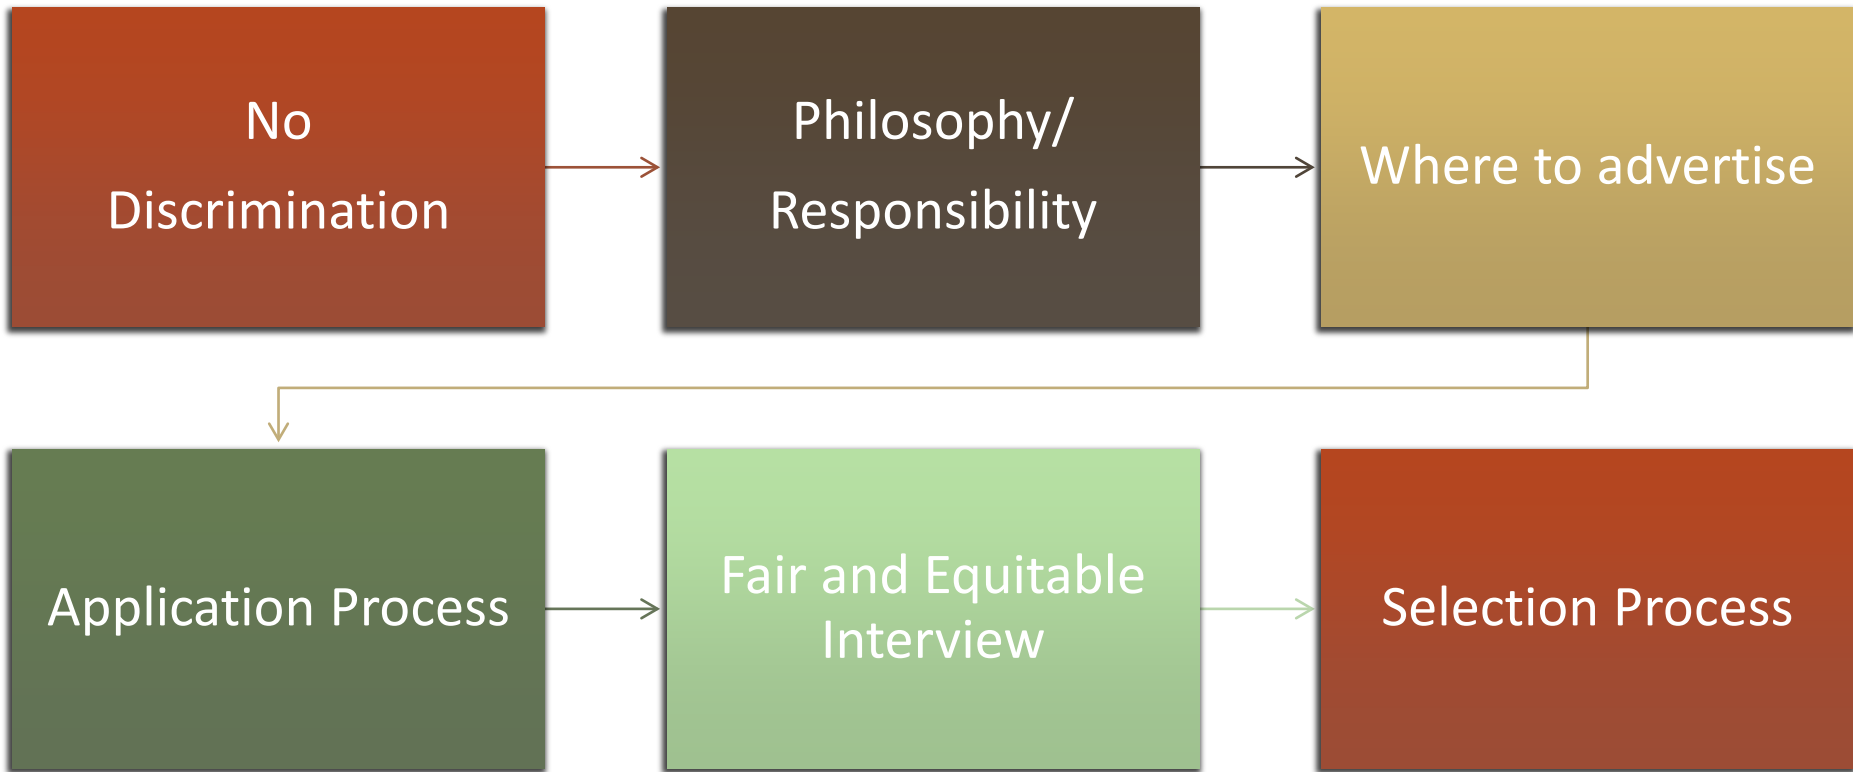 No
Discrimination
Philosophy/
Responsibility
Where to advertise
Application Process
Fair and Equitable
Interview
Selection Process